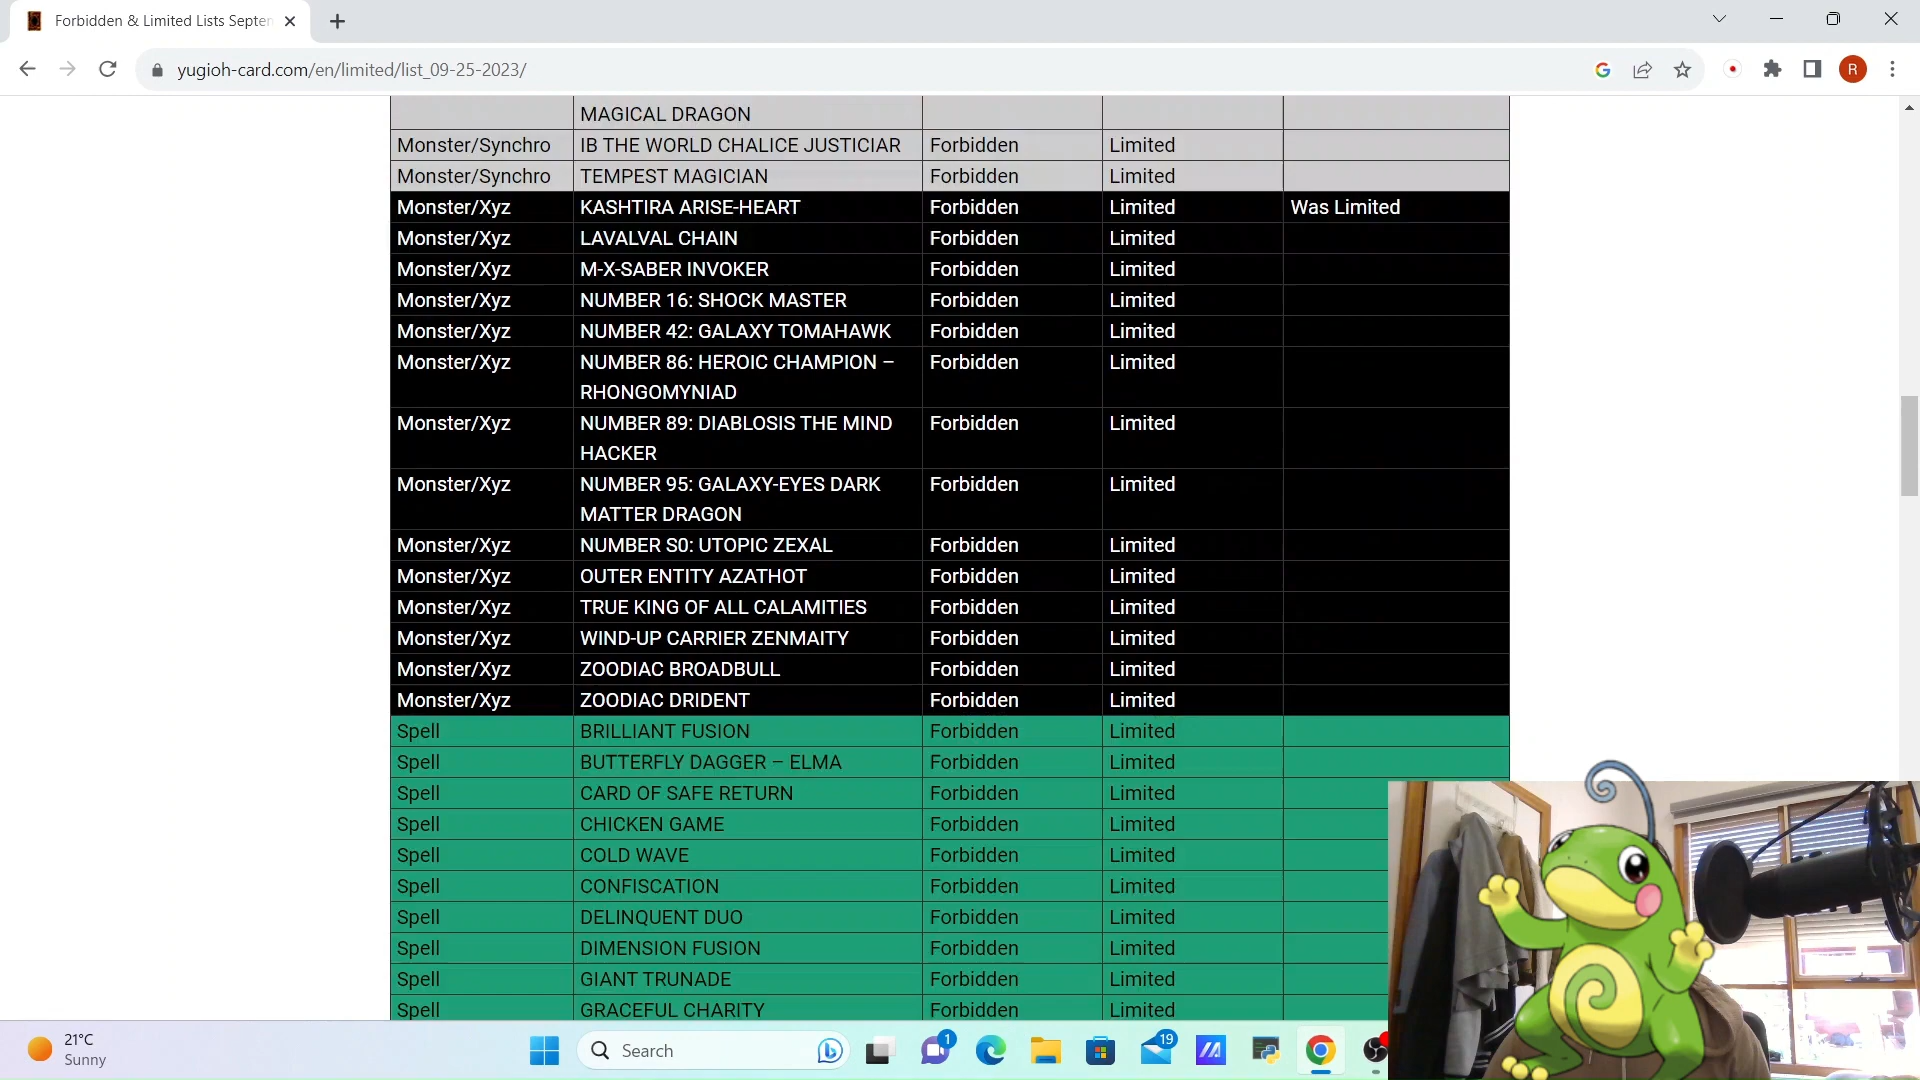 Forbidden & Limited Lists Septen
yugioh-card.com/en/limited/list_09-25-2023/
R
MAGICAL DRAGON
Monster/Synchro IB THE WORLD CHALICE JUSTICIAR Forbidden Limited
Monster/Synchro TEMPEST MAGICIAN Forbidden Limited
Monster/Xyz KASHTIRA ARISE-HEART Forbidden Limited Was Limited
Monster/Xyz LAVALVAL CHAIN Forbidden Limited
Monster/Xyz M-X-SABER INVOKER Forbidden Limited
Monster/Xyz NUMBER 16: SHOCK MASTER Forbidden Limited
Monster/Xyz NUMBER 42: GALAXY TOMAHAWK Forbidden Limited
Monster/Xyz NUMBER 86: HEROIC CHAMPION – Forbidden Limited
RHONGOMYNIAD
Monster/Xyz NUMBER 89: DIABLOSIS THE MIND Forbidden Limited
HACKER
Monster/Xyz NUMBER 95: GALAXY-EYES DARK Forbidden Limited
MATTER DRAGON
Monster/Xyz NUMBER S0: UTOPIC ZEXAL Forbidden Limited
Monster/Xyz OUTER ENTITY AZATHOT Forbidden Limited
Monster/Xyz TRUE KING OF ALL CALAMITIES Forbidden Limited
Monster/Xyz WIND-UP CARRIER ZENMAITY Forbidden Limited
Monster/Xyz ZOODIAC BROADBULL Forbidden Limited
Monster/Xyz ZOODIAC DRIDENT Forbidden Limited
Spell BRILLIANT FUSION Forbidden Limited
Spell BUTTERFLY DAGGER – ELMA Forbidden Limited
Spell CARD OF SAFE RETURN Forbidden Limited
Spell CHICKEN GAME Forbidden Limited
Spell COLD WAVE Forbidden Limited
Spell CONFISCATION Forbidden Limited
Spell DELINQUENT DUO Forbidden Limited
Spell DIMENSION FUSION Forbidden Limited
Spell GIANT TRUNADE Forbidden Limited
Spell GRACEFUL CHARITY Forbidden Limited
21°C
Sunny
Search
1
19